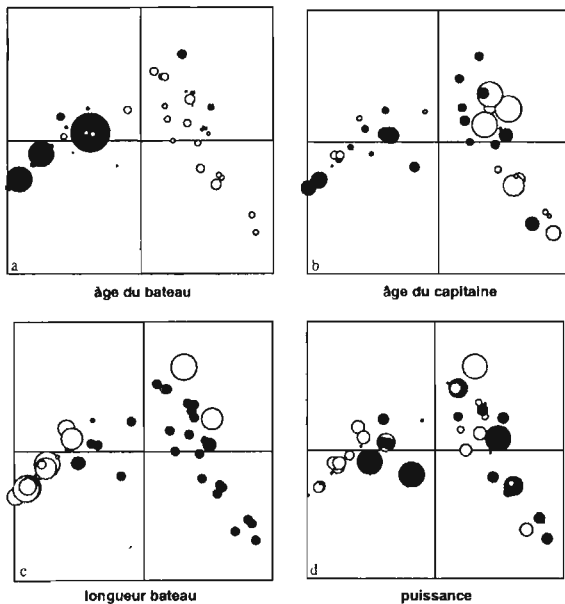 a
b
âge du bateau
âge du capitaine
c
d
longueur bateau
puissance